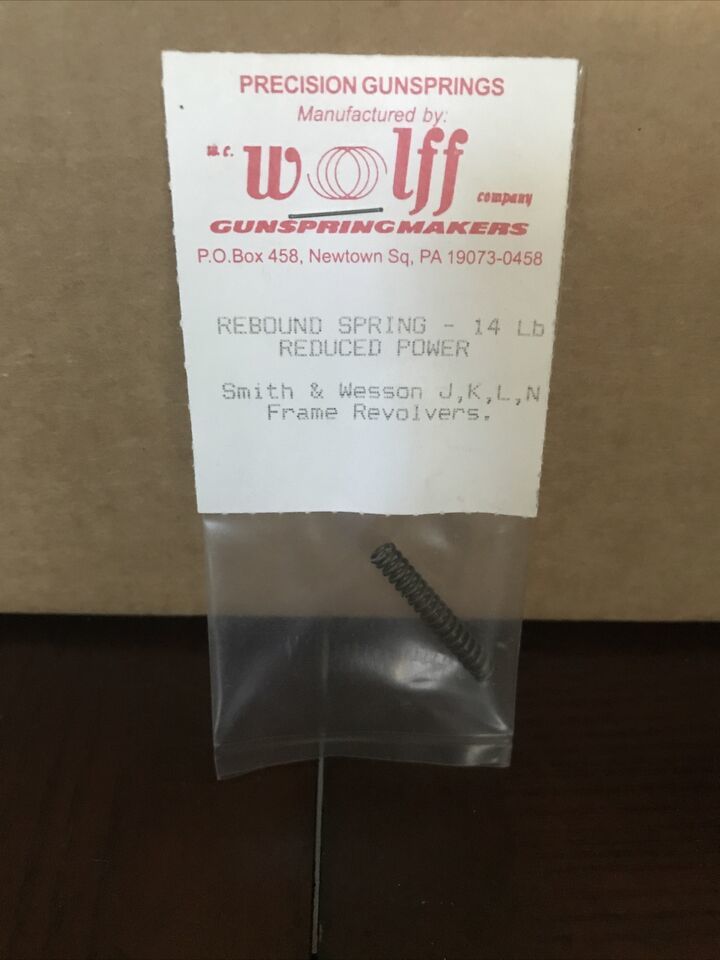 PRECISION GUNSPRINGS
Manufactured by:
w.c. wolff company
GUNSPRINGMAKERS
P.O.Box 458, Newtown Sq, PA 19073-0458
REBOUND SPRING - 14 Lb
REDUCED POWER
Smith & Wesson J,K,L,N
Frame Revolvers.